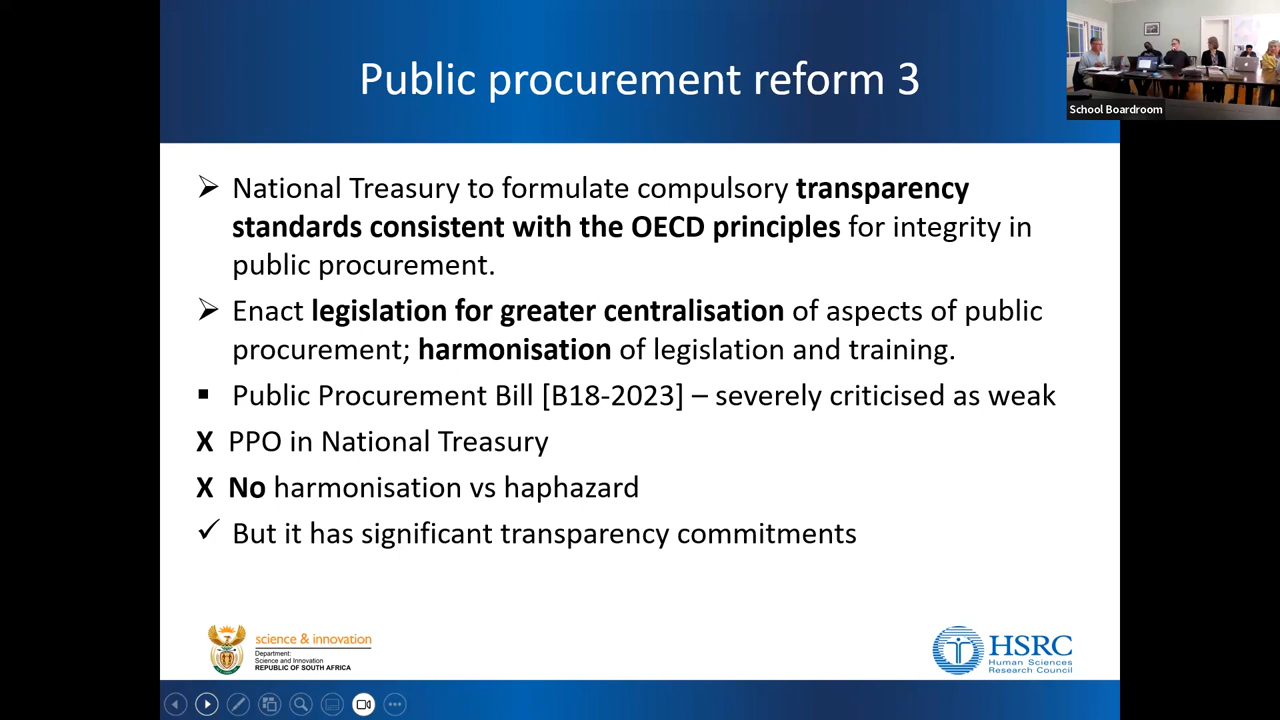 Public procurement reform 3
School Boardroom
➢ National Treasury to formulate compulsory transparency
standards consistent with the OECD principles for integrity in
public procurement.
➢ Enact legislation for greater centralisation of aspects of public
procurement; harmonisation of legislation and training.
▪ Public Procurement Bill [B18-2023] – severely criticised as weak
X PPO in National Treasury
X No harmonisation vs haphazard
✓ But it has significant transparency commitments
science & innovation
Department:
Science and Innovation
REPUBLIC OF SOUTH AFRICA
HSRC
Human Sciences
Research Council